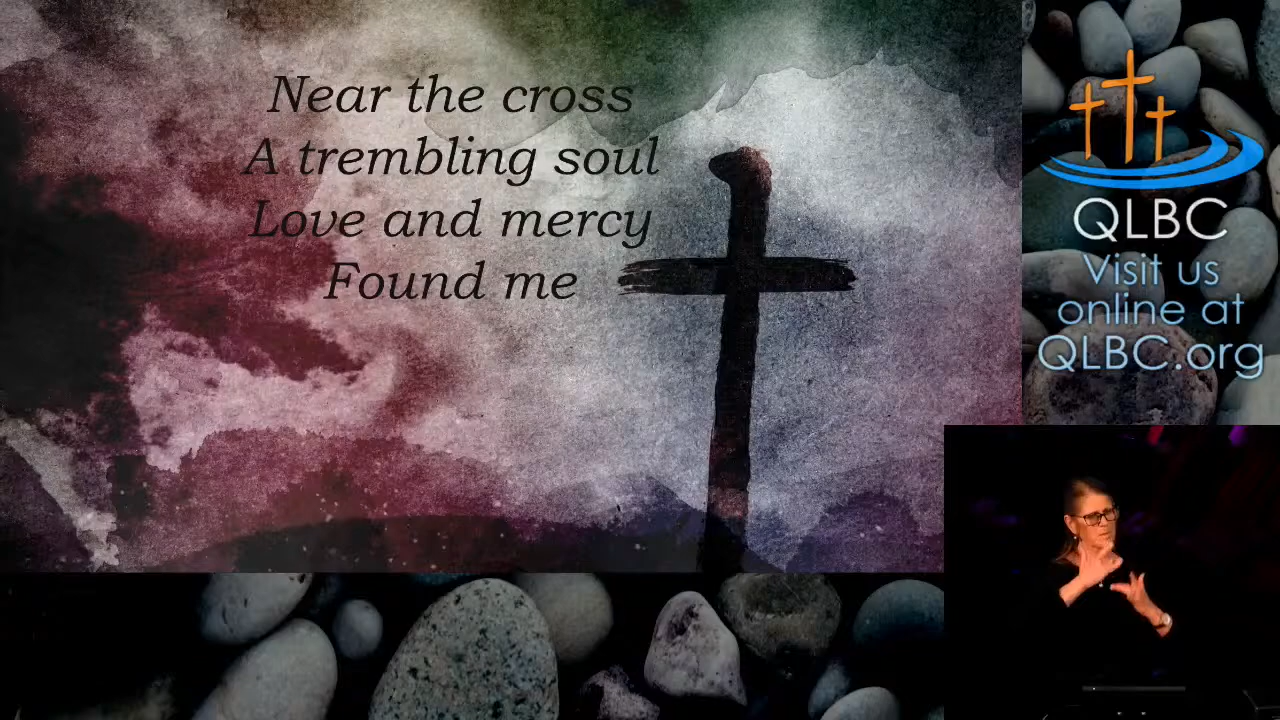 Near the cross
A trembling soul
Love and mercy
Found me
QLBC
Visit us
online at
QLBC.org